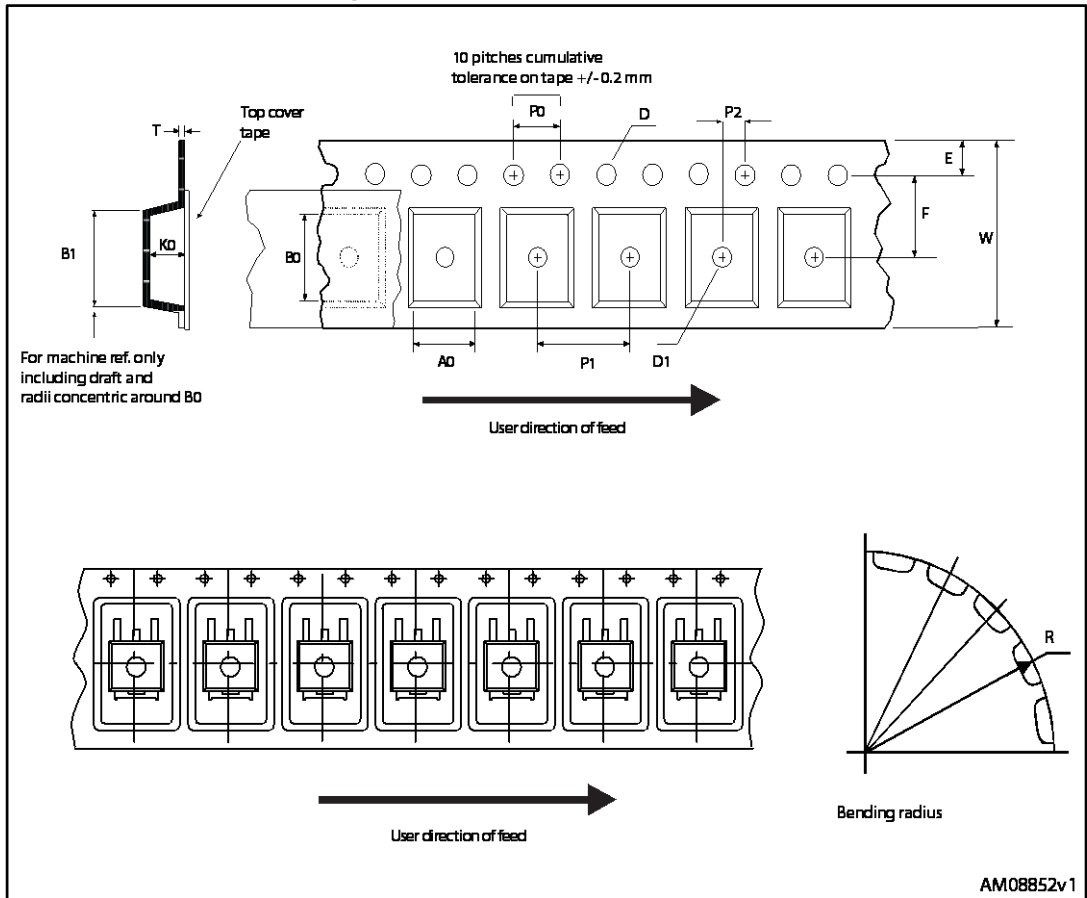 10 pitches cumulative
tolerance on tape +/- 0.2 mm
P0
D
P2
T
Top cover
tape
E
F
W
B1
K0
B0
For machine ref. only
including draft and
radii concentric around B0
A0
P1
D1
User direction of feed
R
Bending radius
User direction of feed
AM08852v1